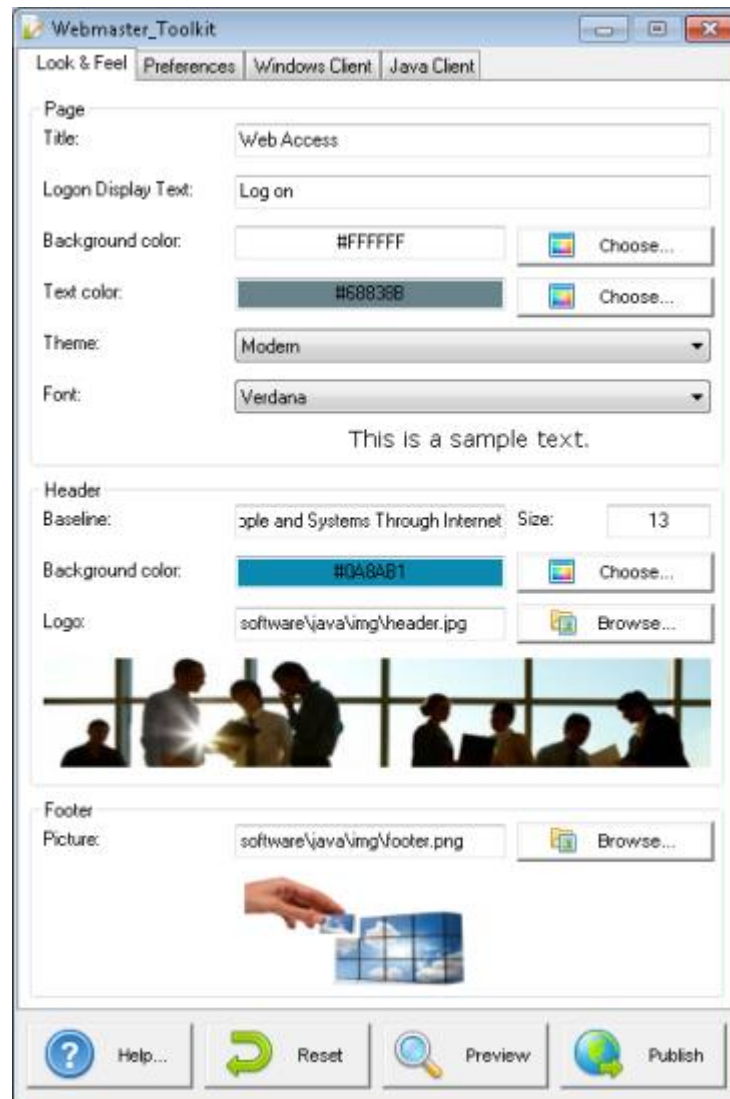 Webmaster_Toolkit
Look & Feel Preferences Windows Client Java Client
Page
Title: Web Access
Logon Display Text: Log on
Background color: #FFFFFF Choose...
Text color: #68838B Choose...
Theme: Modern
Font: Verdana
This is a sample text.
Header
Baseline: ople and Systems Through Internet Size: 13
Background color: #0A8AB1 Choose...
Logo: software\java\img\header.jpg Browse...
Footer
Picture: software\java\img\footer.png Browse...
Help... Reset Preview Publish